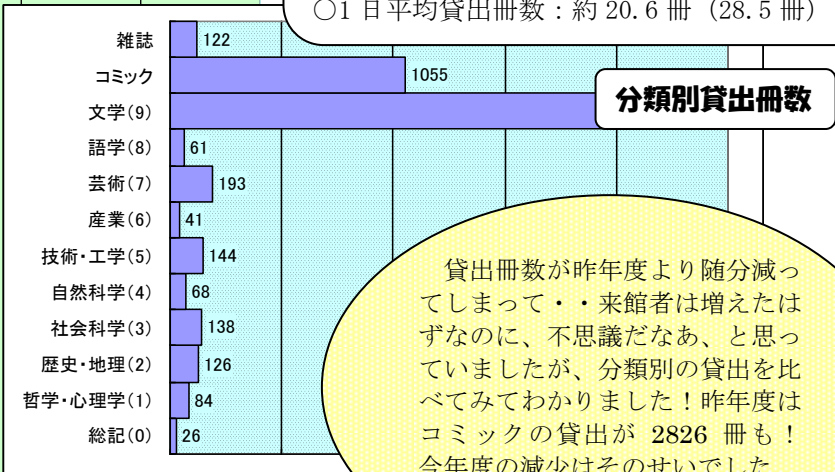 ○1日平均貸出冊数：約 20.6 冊（28.5 冊）
分類別貸出冊数
雑誌 122
コミック 1055
文学(9)
語学(8) 61
芸術(7) 193
産業(6) 41
技術・工学(5) 144
自然科学(4) 68
社会科学(3) 138
歴史・地理(2) 126
哲学・心理学(1) 84
総記(0) 26
貸出冊数が昨年度より随分減っ
てしまって・・来館者は増えたは
ずなのに、不思議だなあ、と思っ
ていましたが、分類別の貸出を比
べてみてわかりました！昨年度は
コミックの貸出が 2826 冊も！
今年度の減少はそのせいでした